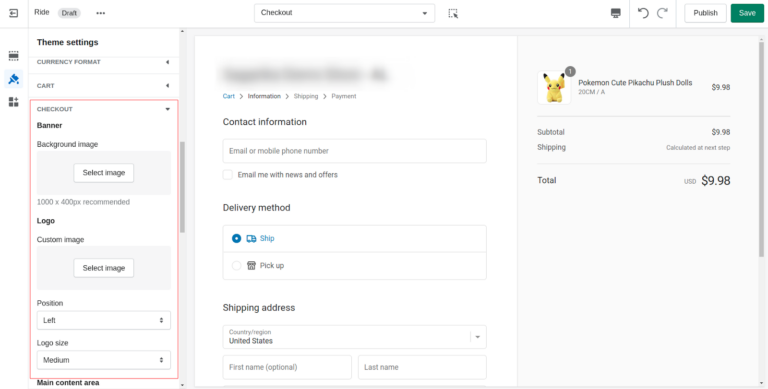 Ride Draft
Checkout
Publish
Save
Theme settings
CURRENCY FORMAT
CART
CHECKOUT
Banner
Background image
Select image
1000 x 400px recommended
Logo
Custom image
Select image
Position
Left
Logo size
Medium
Main content area
Cart > Information > Shipping > Payment
Contact information
Email or mobile phone number
Email me with news and offers
Delivery method
Ship
Pick up
Shipping address
Country/region
United States
First name (optional)
Last name
1
Pokemon Cute Pikachu Plush Dolls
20CM / A
$9.98
Subtotal $9.98
Shipping Calculated at next step
Total USD $9.98